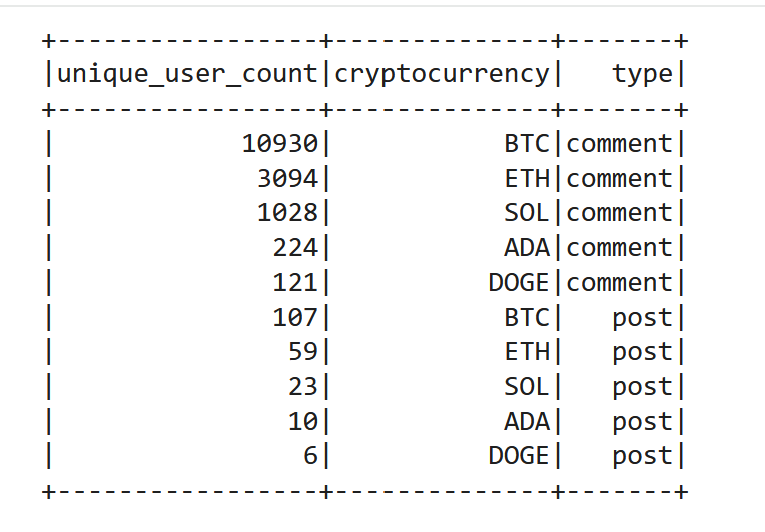 +-----------------+--------------+-------+
|unique_user_count|cryptocurrency|   type|
+-----------------+--------------+-------+
|            10930|           BTC|comment|
|             3094|           ETH|comment|
|             1028|           SOL|comment|
|              224|           ADA|comment|
|              121|          DOGE|comment|
|              107|           BTC|   post|
|               59|           ETH|   post|
|               23|           SOL|   post|
|               10|           ADA|   post|
|                6|          DOGE|   post|
+-----------------+--------------+-------+